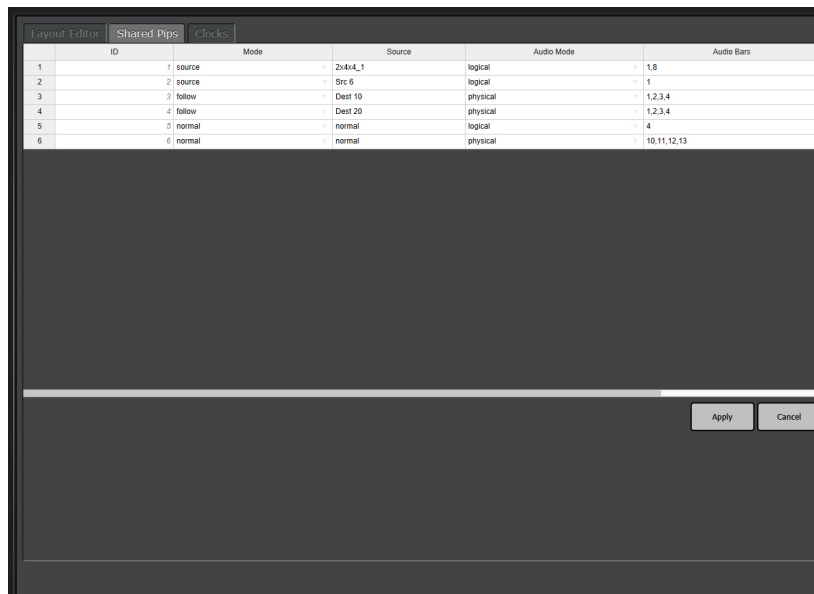 Layout Editor Shared Pips Clocks
ID Mode Source Audio Mode Audio Bars
1 1 source 2x4x4_1 logical 1,8
2 2 source Src 6 logical 1
3 3 follow Dest 10 physical 1,2,3,4
4 4 follow Dest 20 physical 1,2,3,4
5 5 normal normal logical 4
6 6 normal normal physical 10,11,12,13
Apply Cancel